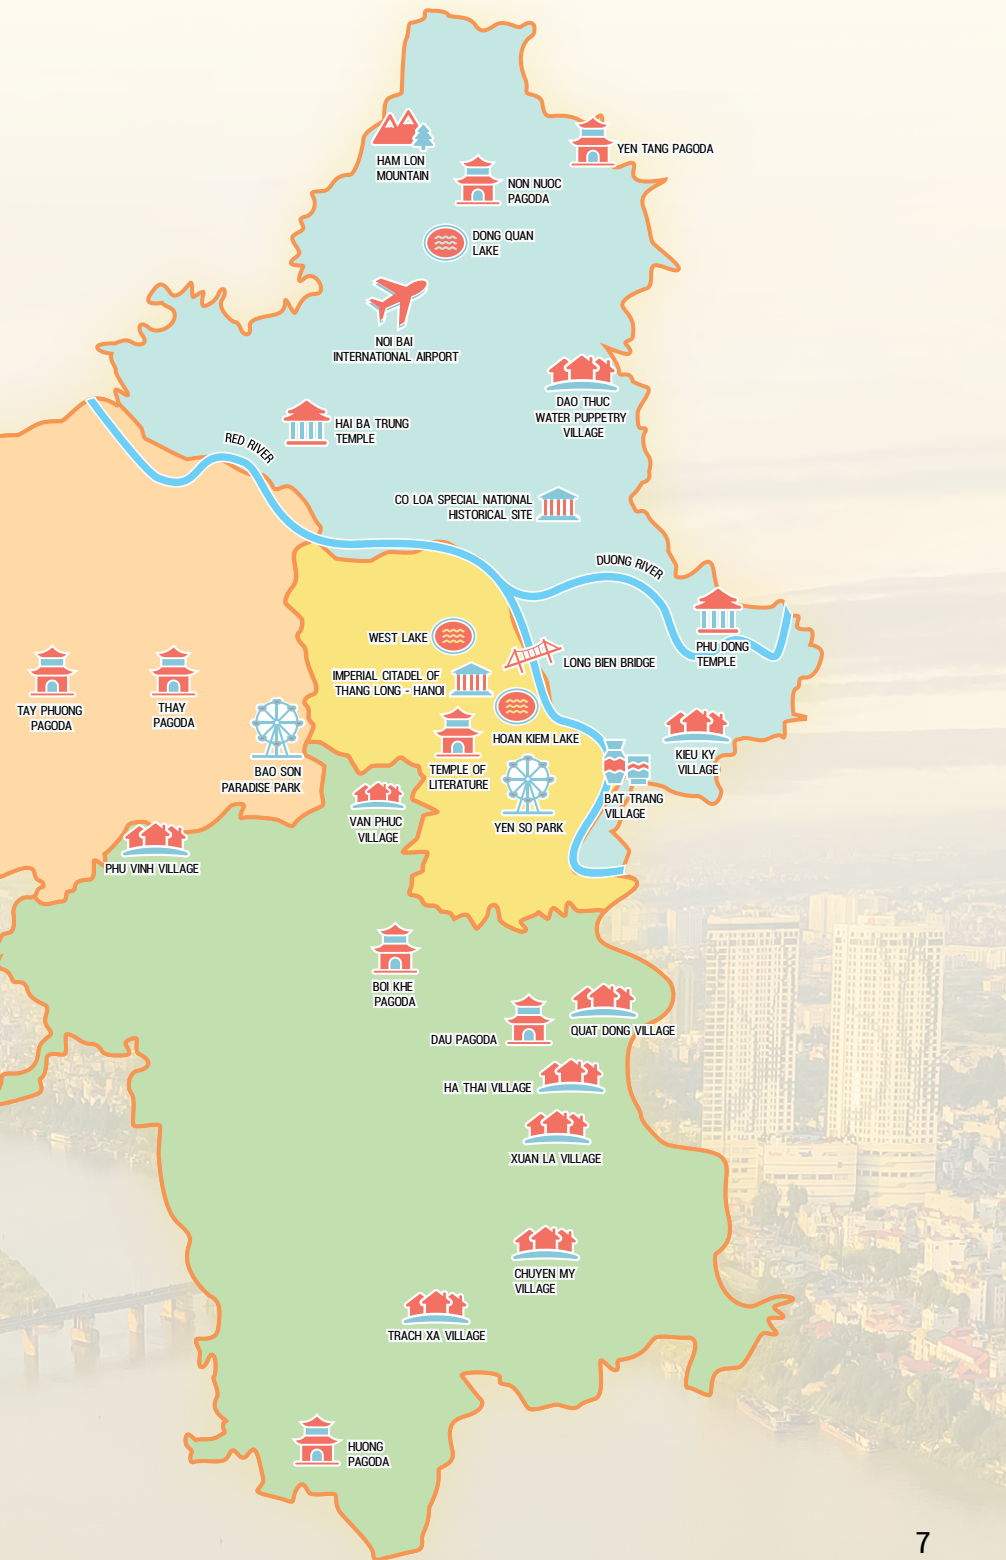 YEN TANG PAGODA
HAM LON
MOUNTAIN
NON NUOC
PAGODA
DONG QUAN
LAKE
NOI BAI
INTERNATIONAL AIRPORT
DAO THUC
WATER PUPPETRY
VILLAGE
HAI BA TRUNG
TEMPLE
RED RIVER
CO LOA SPECIAL NATIONAL
HISTORICAL SITE
DUONG RIVER
PHU DONG
TEMPLE
WEST LAKE
LONG BIEN BRIDGE
IMPERIAL CITADEL OF
THANG LONG - HANOI
TAY PHUONG
PAGODA
THAY
PAGODA
HOAN KIEM LAKE
KIEU KY
VILLAGE
BAO SON
PARADISE PARK
TEMPLE OF
LITERATURE
BAT TRANG
VILLAGE
VAN PHUC
VILLAGE
YEN SO PARK
PHU VINH VILLAGE
BOI KHE
PAGODA
QUAT DONG VILLAGE
DAU PAGODA
HA THAI VILLAGE
XUAN LA VILLAGE
CHUYEN MY
VILLAGE
TRACH XA VILLAGE
HUONG
PAGODA
7